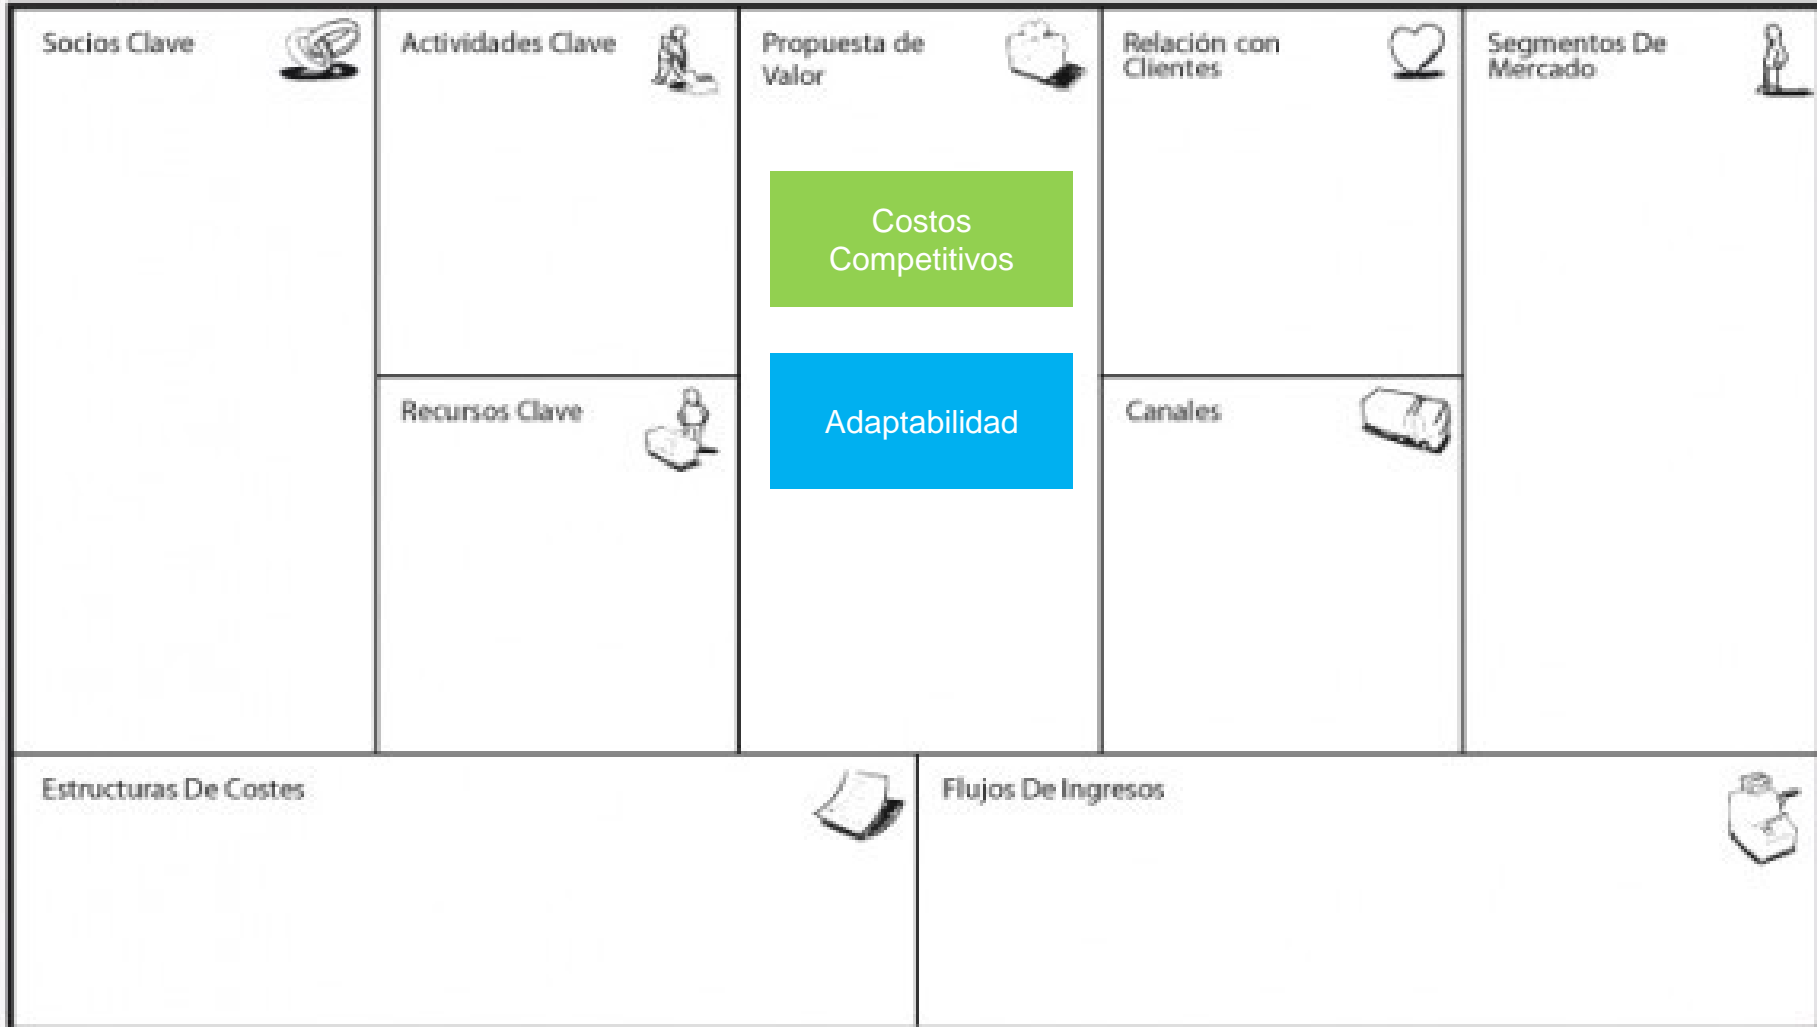 Socios Clave
Actividades Clave
Propuesta de
Valor
Costos
Competitivos
Adaptabilidad
Relación con
Clientes
Segmentos De
Mercado
Recursos Clave
Canales
Estructuras De Costes
Flujos De Ingresos